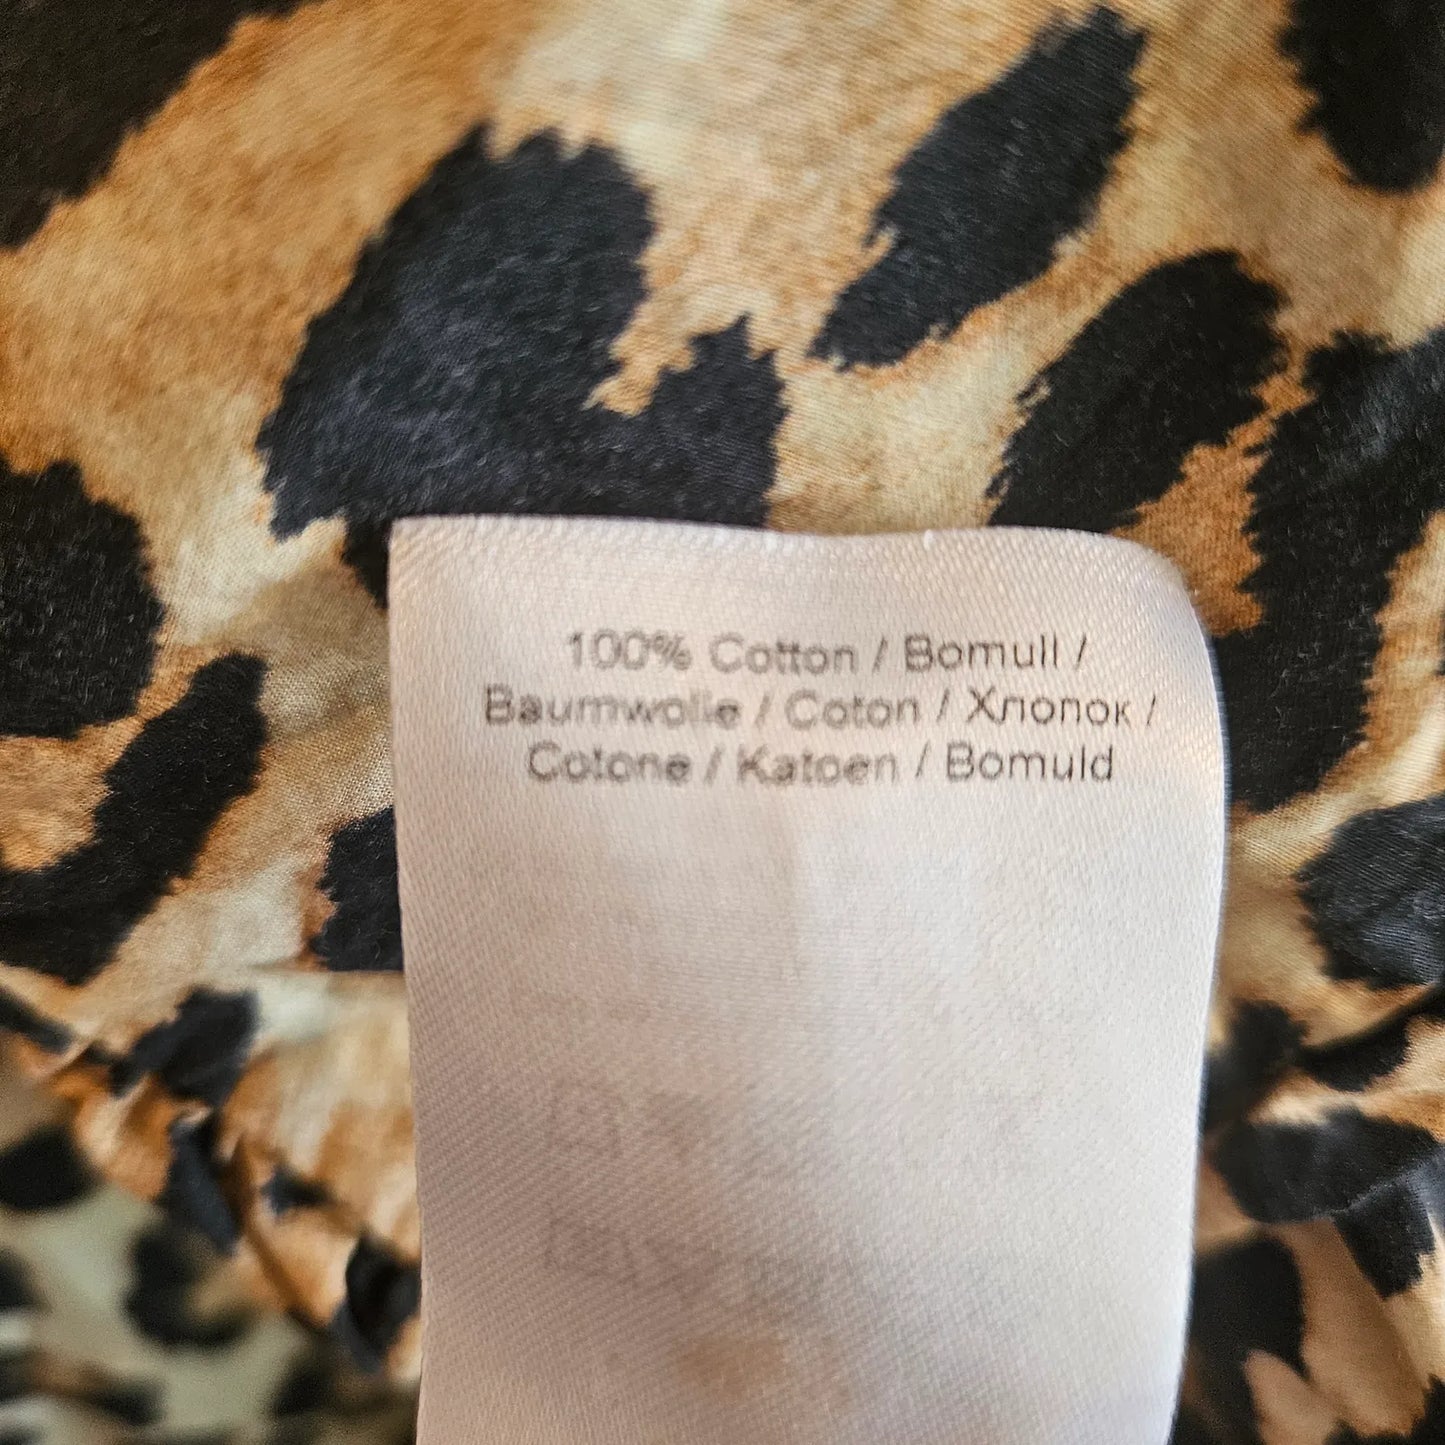 100% Cotton / Bomull /
Baumwolle / Coton / Хлопок /
Cotone / Katoen / Bomuld